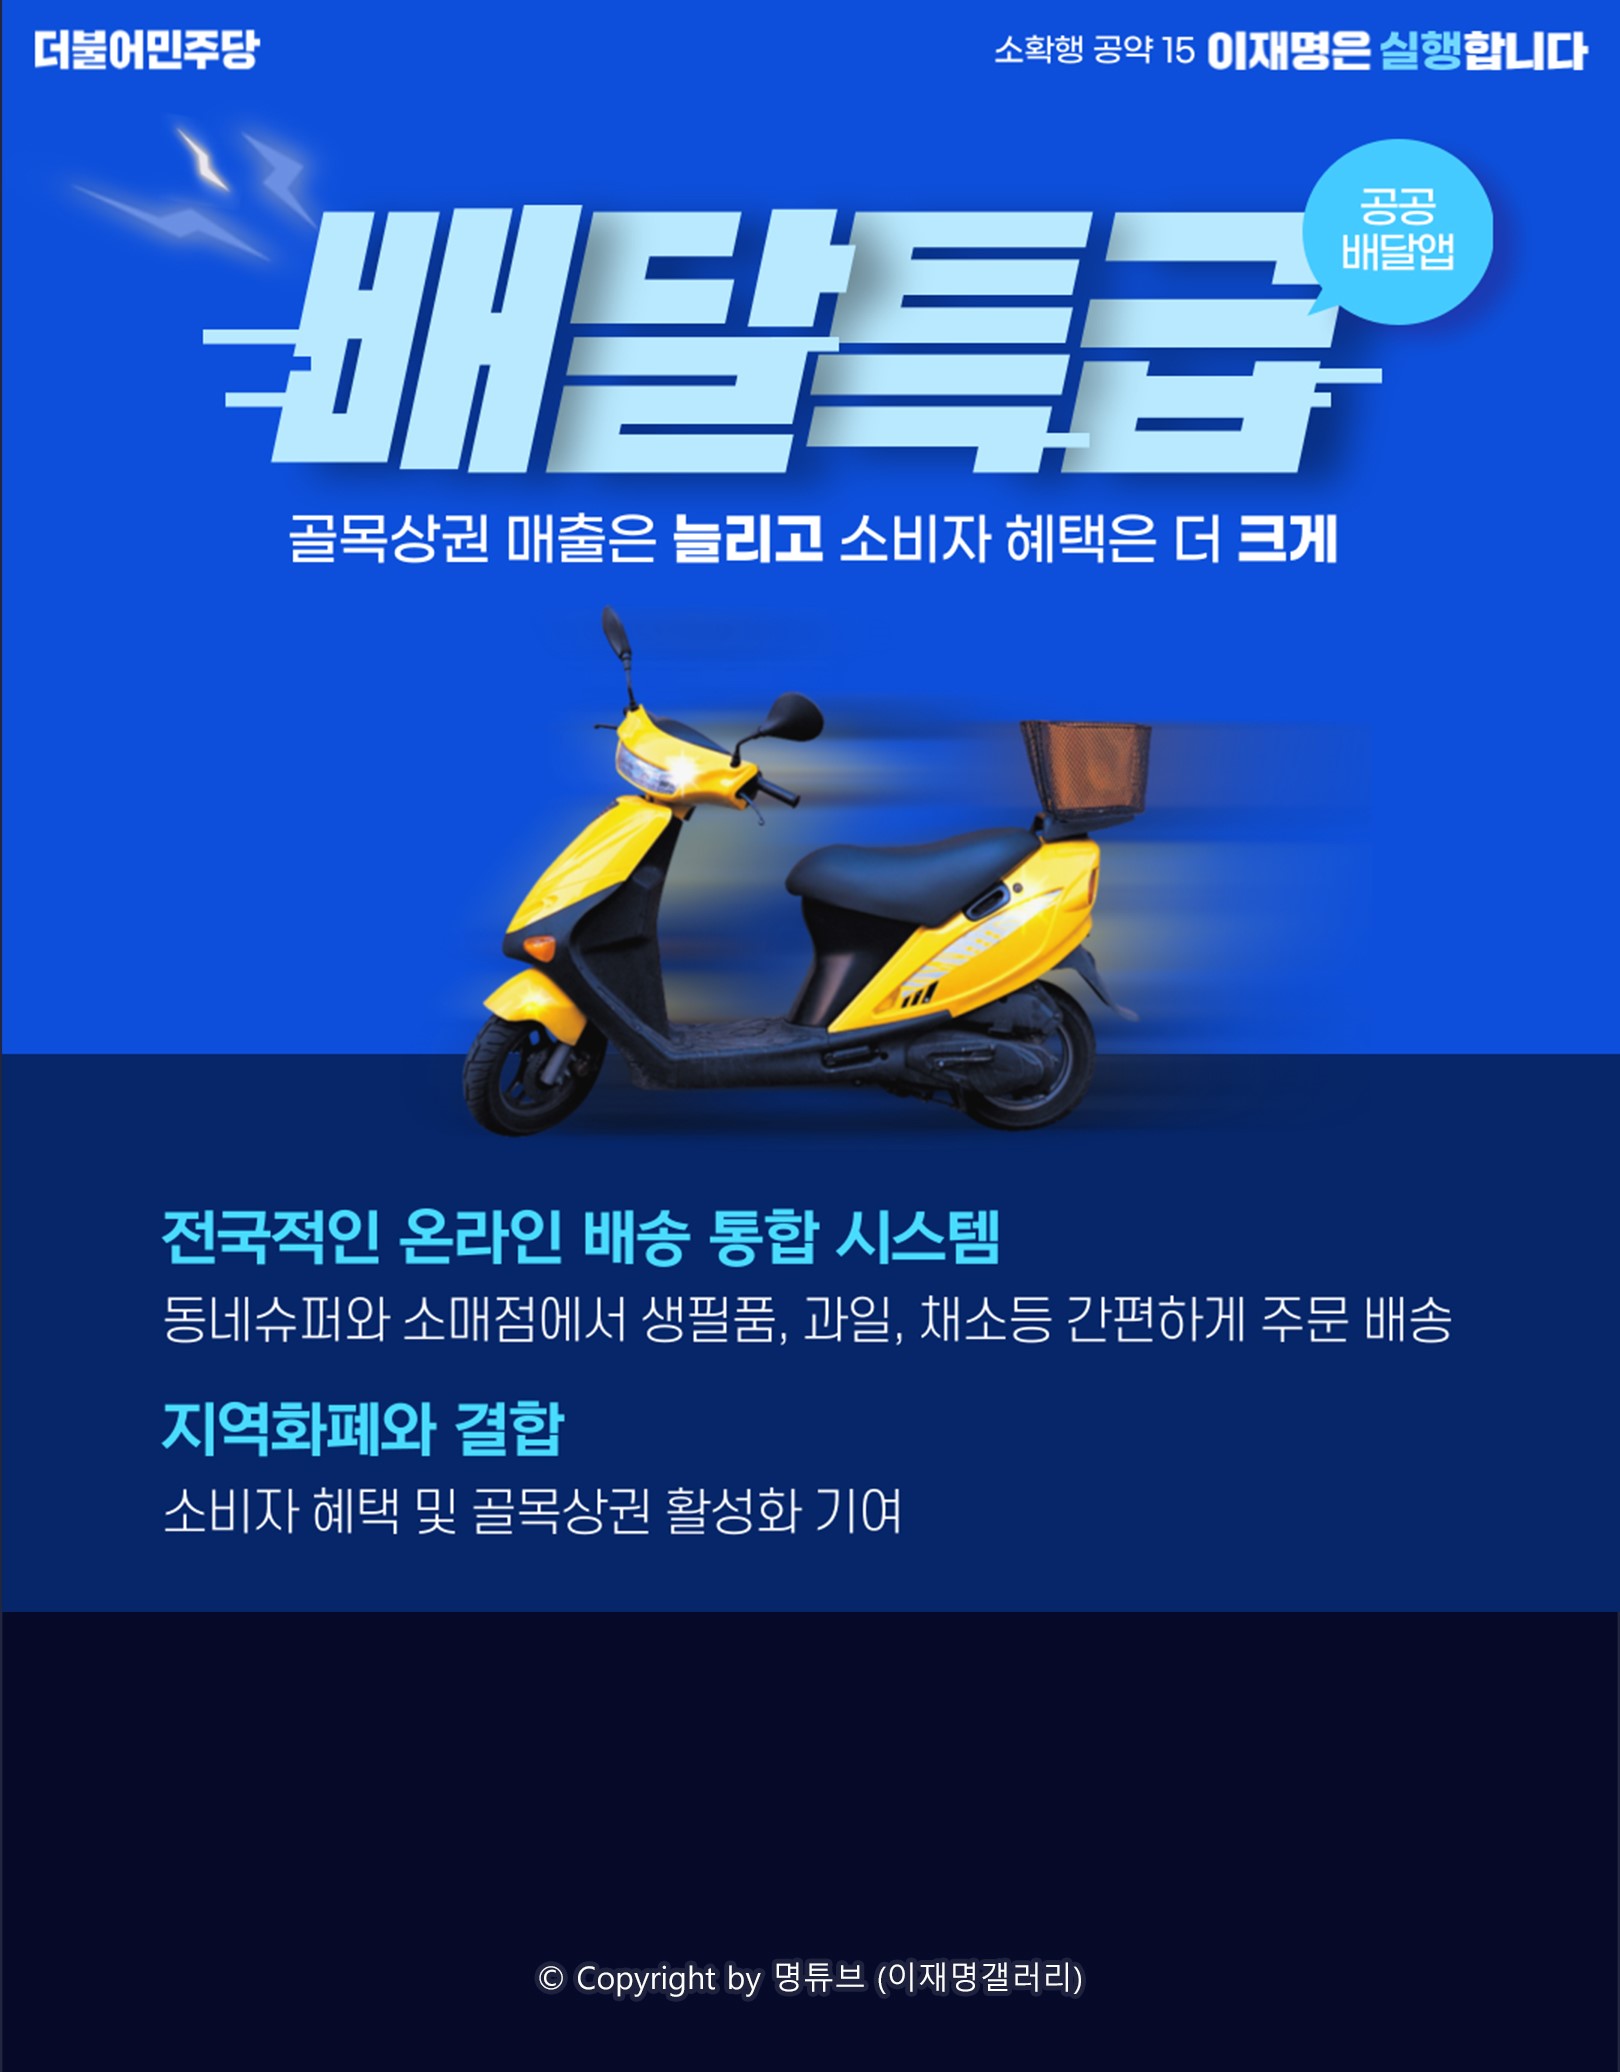 더불어민주당
소확행 공약 15 이재명은 실행합니다
공공
배달앱
배달특급
골목상권 매출은 늘리고 소비자 혜택은 더 크게
전국적인 온라인 배송 통합 시스템
동네슈퍼와 소매점에서 생필품, 과일, 채소등 간편하게 주문 배송
지역화폐와 결합
소비자 혜택 및 골목상권 활성화 기여
© Copyright by 명튜브 (이재명갤러리)